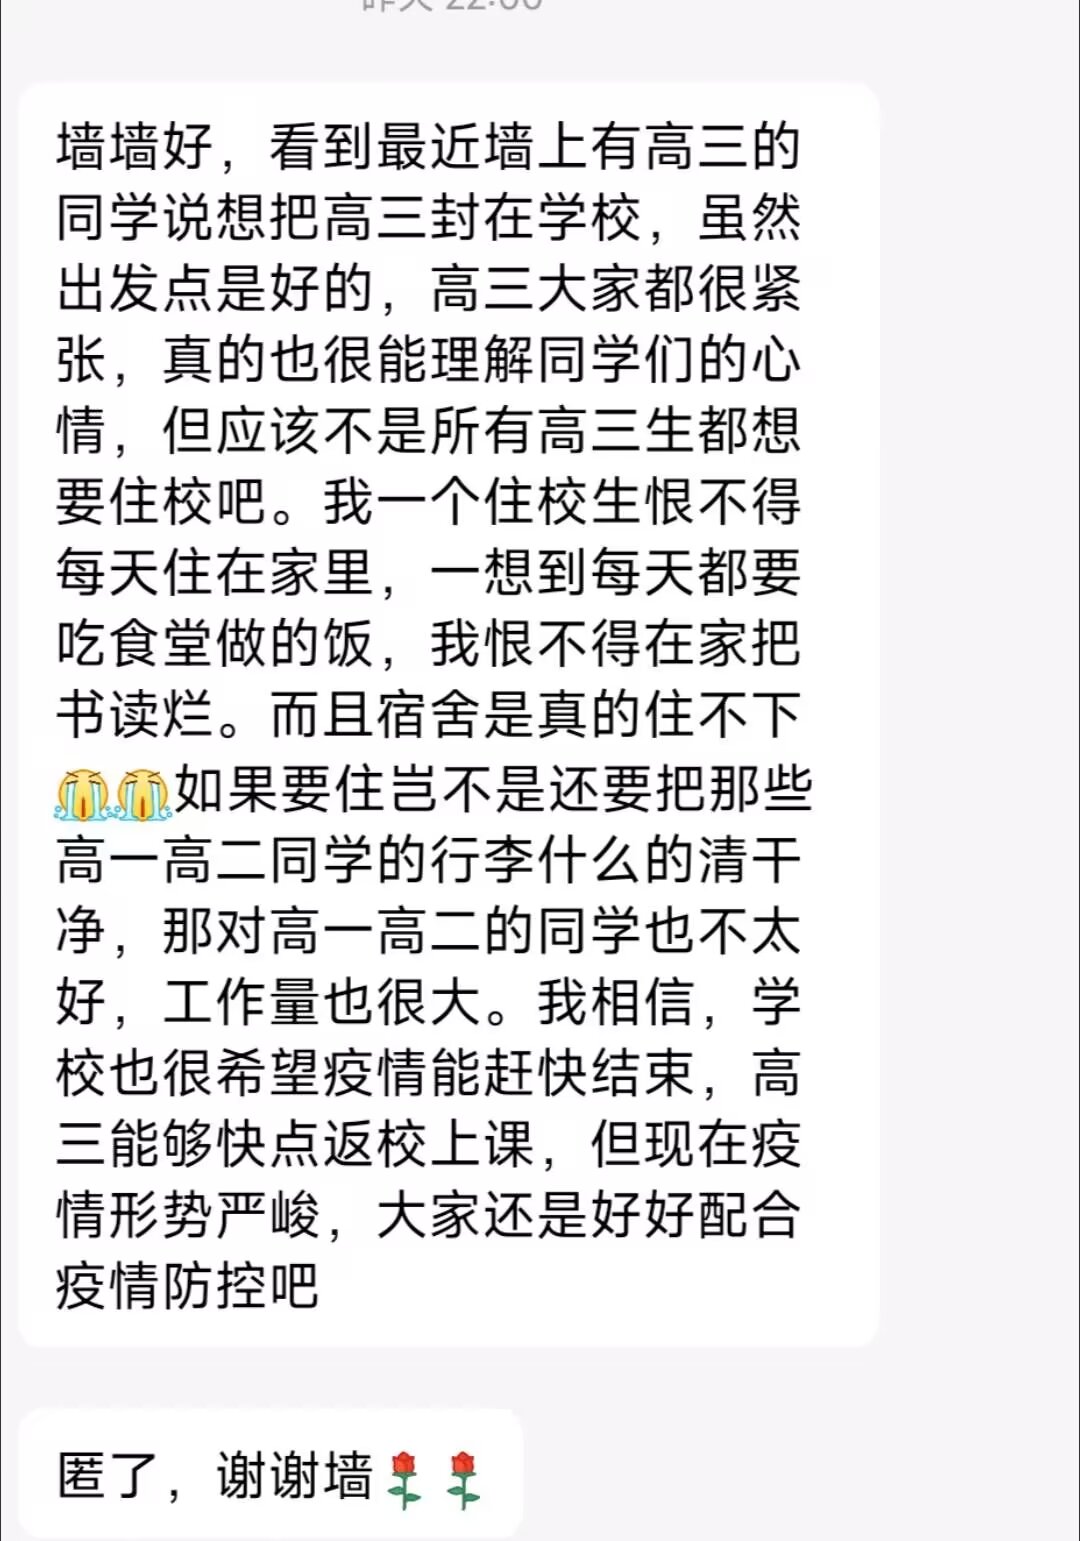 墙墙好，看到最近墙上有高三的
同学说想把高三封在学校，虽然
出发点是好的，高三大家都很紧
张，真的也很能理解同学们的心
情，但应该不是所有高三生都想
要住校吧。我一个住校生恨不得
每天住在家里，一想到每天都要
吃食堂做的饭，我恨不得在家把
书读烂。而且宿舍是真的住不下
😭😭如果要住岂不是还要把那些
高一高二同学的行李什么的清干
净，那对高一高二的同学也不太
好，工作量也很大。我相信，学
校也很希望疫情能赶快结束，高
三能够快点返校上课，但现在疫
情形势严峻，大家还是好好配合
疫情防控吧
匿了，谢谢墙🌹🌹